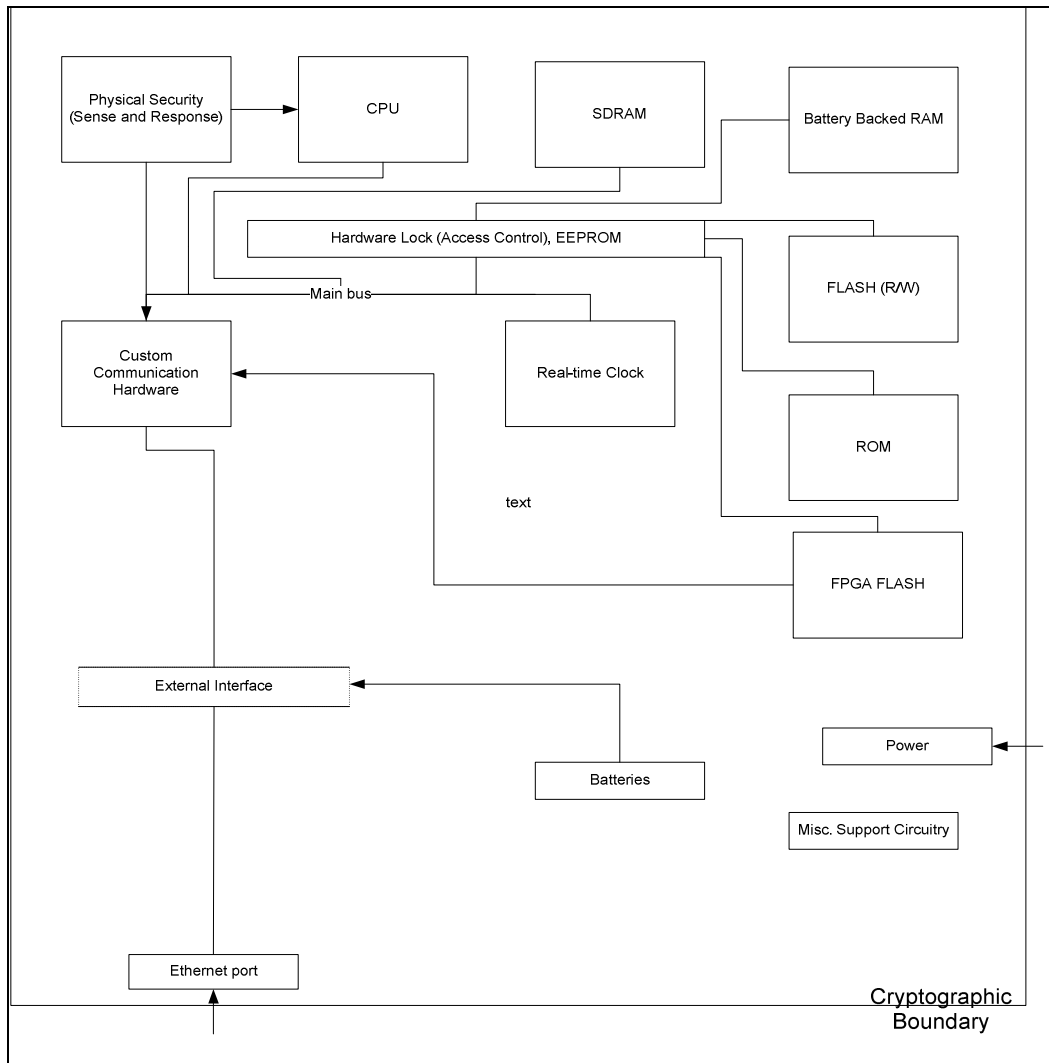 Physical Security
(Sense and Response)
CPU
SDRAM
Battery Backed RAM
Hardware Lock (Access Control), EEPROM
FLASH (R/W)
Main bus
Custom
Communication
Hardware
Real-time Clock
ROM
text
FPGA FLASH
External Interface
Power
Batteries
Misc. Support Circuitry
Ethernet port
Cryptographic
Boundary